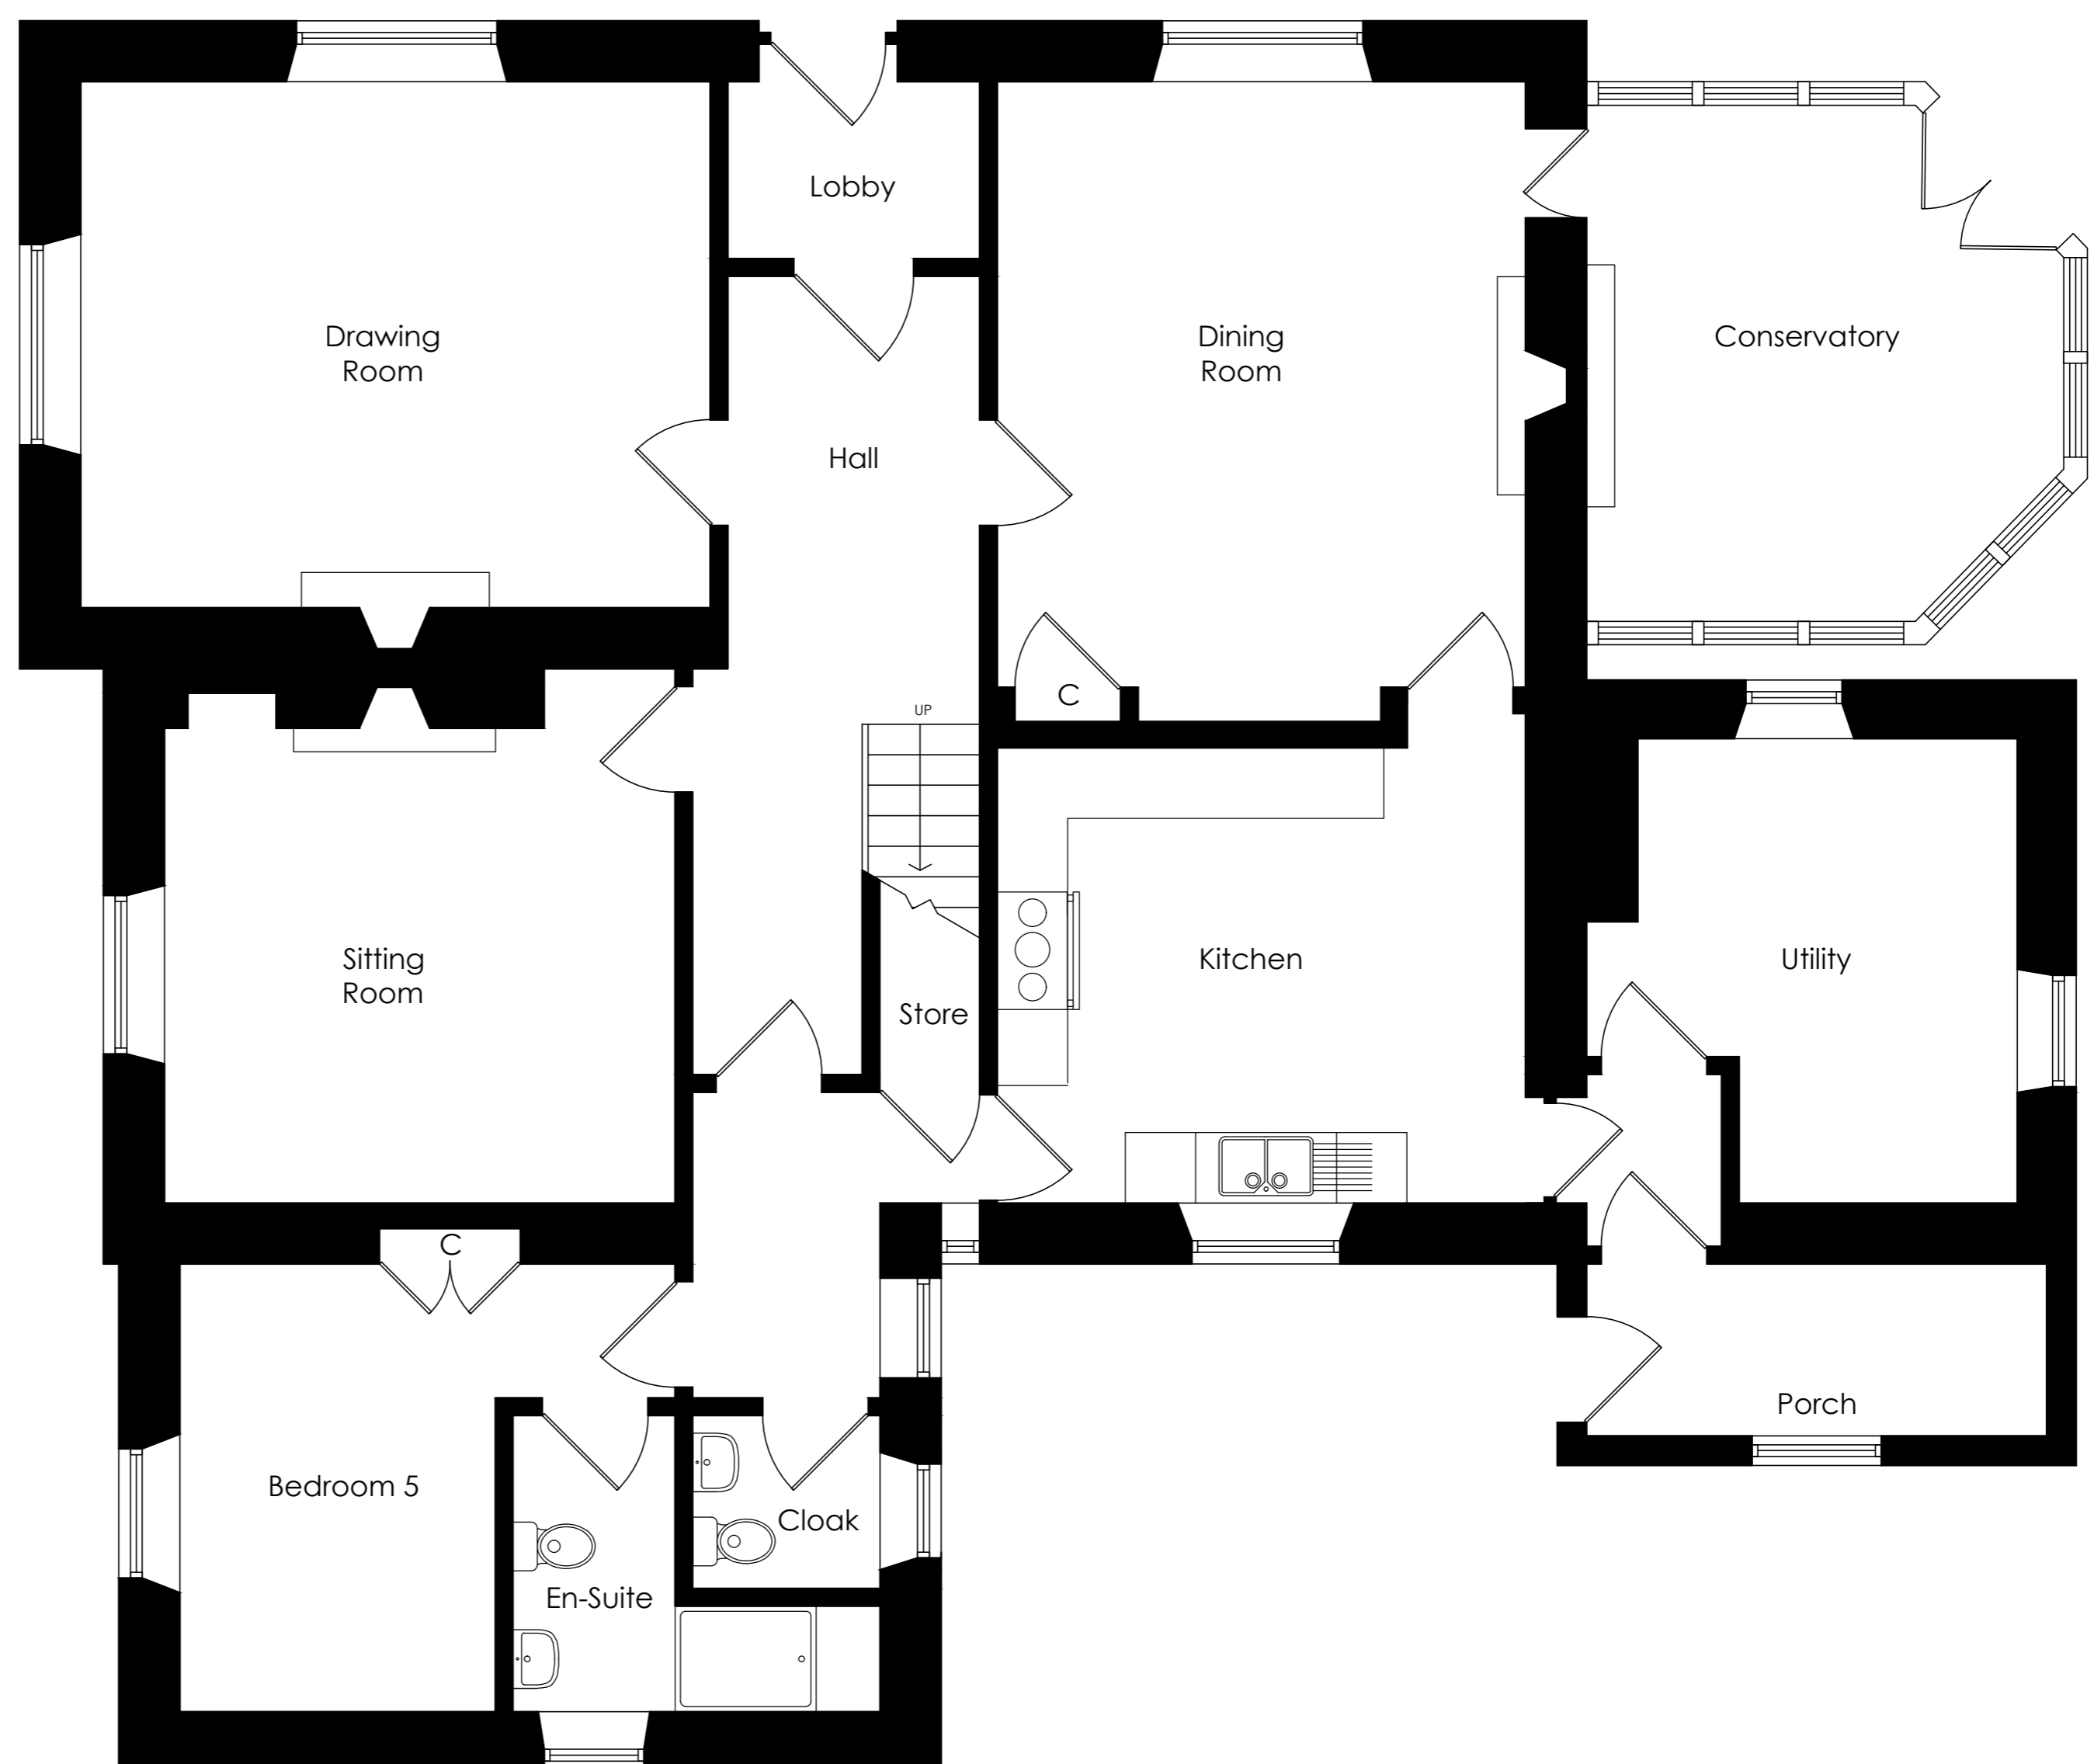 Lobby
Drawing
Room
Dining
Room
Conservatory
Hall
C
UP
Sitting
Room
Kitchen
Utility
Store
C
Porch
Bedroom 5
Cloak
En-Suite